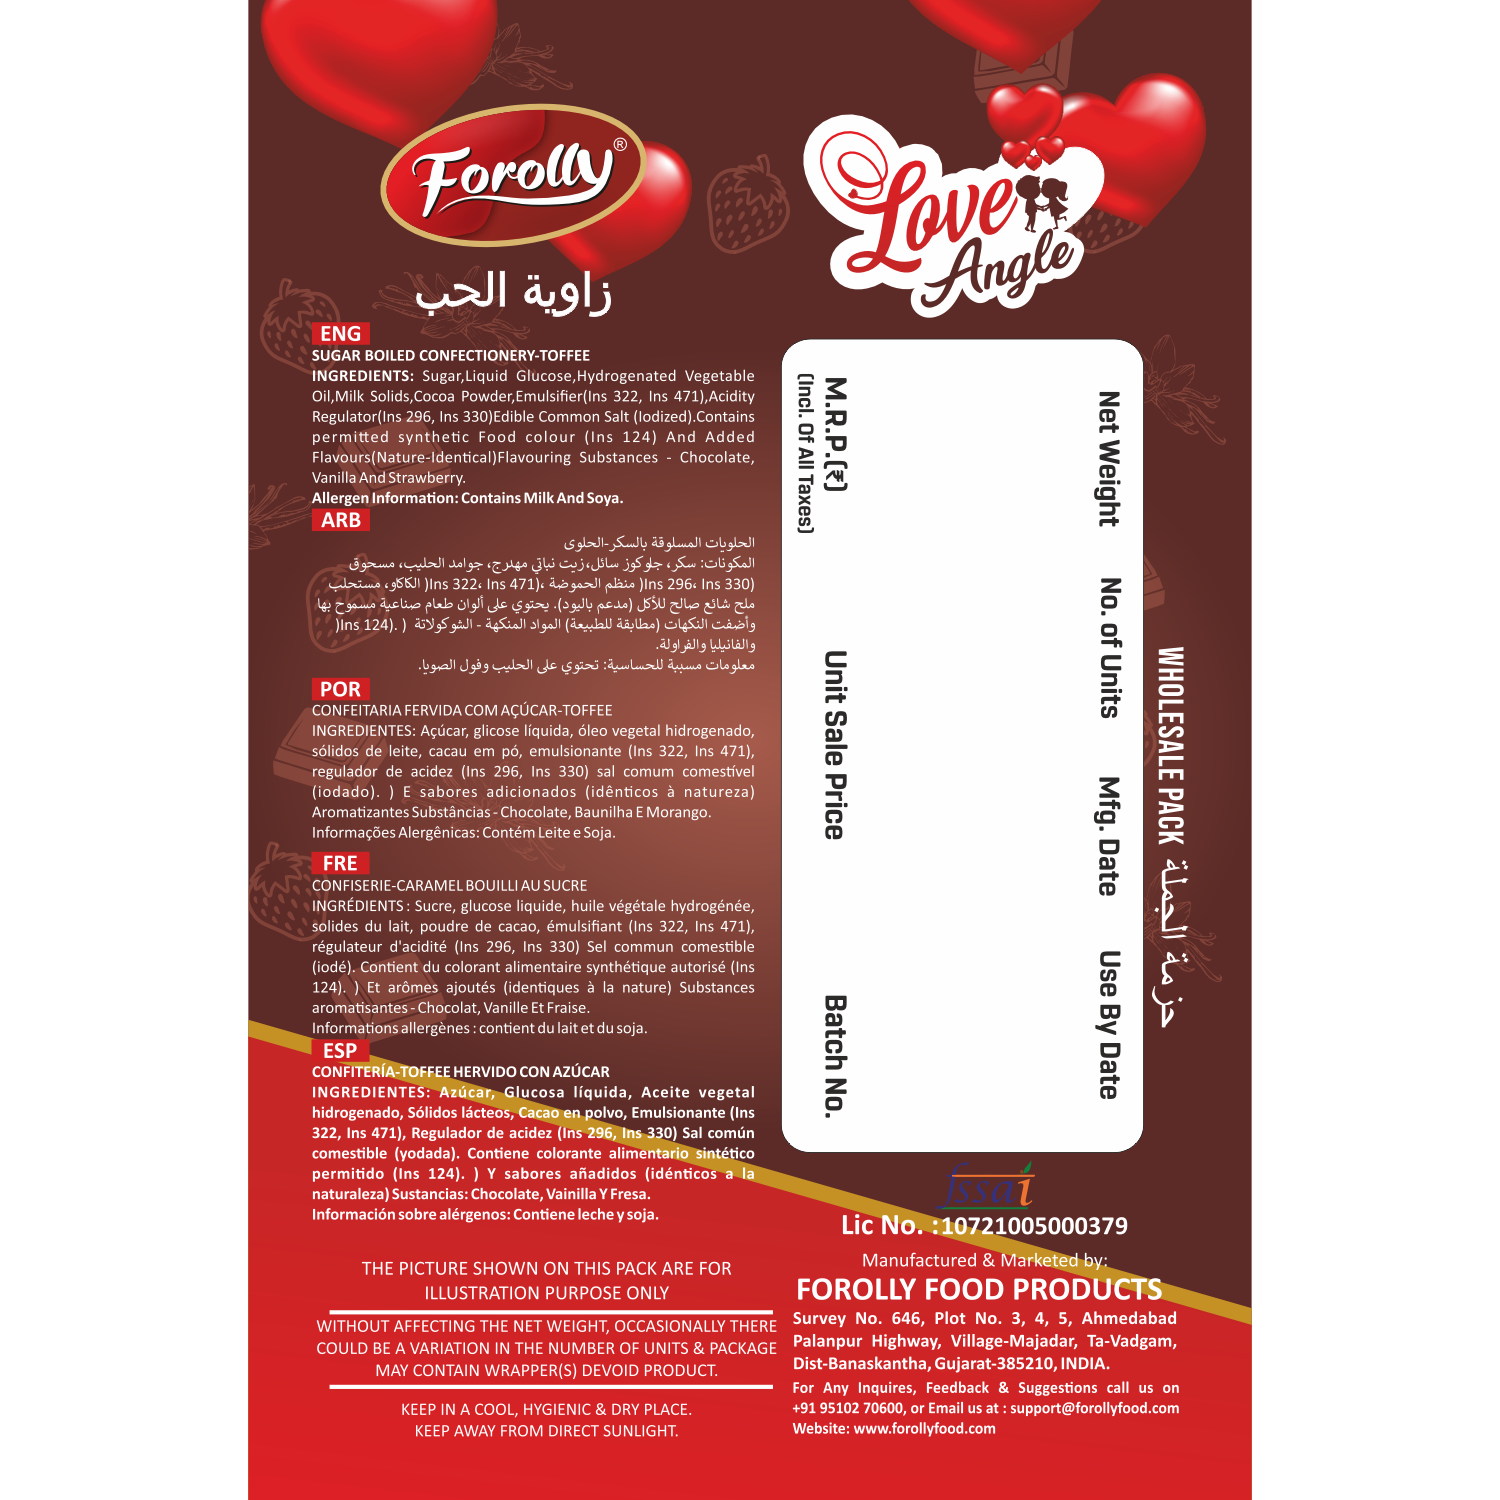 Forolly®
زاوية الحب
ENG
SUGAR BOILED CONFECTIONERY-TOFFEE
INGREDIENTS: Sugar,Liquid Glucose,Hydrogenated Vegetable
Oil,Milk Solids,Cocoa Powder,Emulsifier(Ins 322, Ins 471),Acidity
Regulator(Ins 296, Ins 330)Edible Common Salt (Iodized).Contains
permitted synthetic Food colour (Ins 124) And Added
Flavours(Nature-Identical)Flavouring Substances - Chocolate,
Vanilla And Strawberry.
Allergen Information: Contains Milk And Soya.
ARB
الحلويات المسلوقة بالسكر-الحلوى
المكونات: سكر، جلوكوز سائل، زيت نباتي مهدرج، جوامد الحليب، مسحوق
الكاكاو، مستحلب )Ins 322، Ins 471(، منظم الحموضة )Ins 296، Ins 330(
ملح شائع صالح للأكل (مدعم باليود). يحتوي على ألوان طعام صناعية مسموح بها
)Ins 124). ( وأضفت النكهات (مطابقة للطبيعة) المواد المنكهة - الشوكولاتة
والفانيليا والفراولة.
معلومات مسببة للحساسية: تحتوي على الحليب وفول الصويا.
POR
CONFEITARIA FERVIDA COM AÇÚCAR-TOFFEE
INGREDIENTES: Açúcar, glicose líquida, óleo vegetal hidrogenado,
sólidos de leite, cacau em pó, emulsionante (Ins 322, Ins 471),
regulador de acidez (Ins 296, Ins 330) sal comum comestível
(iodado). ) E sabores adicionados (idênticos à natureza)
Aromatizantes Substâncias - Chocolate, Baunilha E Morango.
Informações Alergênicas: Contém Leite e Soja.
FRE
CONFISERIE-CARAMEL BOUILLI AU SUCRE
INGRÉDIENTS : Sucre, glucose liquide, huile végétale hydrogénée,
solides du lait, poudre de cacao, émulsifiant (Ins 322, Ins 471),
régulateur d'acidité (Ins 296, Ins 330) Sel commun comestible
(iodé). Contient du colorant alimentaire synthétique autorisé (Ins
124). ) Et arômes ajoutés (identiques à la nature) Substances
aromatisantes - Chocolat, Vanille Et Fraise.
Informations allergènes : contient du lait et du soja.
ESP
CONFITERÍA-TOFFEE HERVIDO CON AZÚCAR
INGREDIENTES: Azúcar, Glucosa líquida, Aceite vegetal
hidrogenado, Sólidos lácteos, Cacao en polvo, Emulsionante (Ins
322, Ins 471), Regulador de acidez (Ins 296, Ins 330) Sal común
comestible (yodada). Contiene colorante alimentario sintético
permitido (Ins 124). ) Y sabores añadidos (idénticos a la
naturaleza) Sustancias: Chocolate, Vainilla Y Fresa.
Información sobre alérgenos: Contiene leche y soja.
THE PICTURE SHOWN ON THIS PACK ARE FOR
ILLUSTRATION PURPOSE ONLY
WITHOUT AFFECTING THE NET WEIGHT, OCCASIONALLY THERE
COULD BE A VARIATION IN THE NUMBER OF UNITS & PACKAGE
MAY CONTAIN WRAPPER(S) DEVOID PRODUCT.
KEEP IN A COOL, HYGIENIC & DRY PLACE.
KEEP AWAY FROM DIRECT SUNLIGHT.
Love
Angle
Net Weight
No. of Units
Mfg. Date
Use By Date
M.R.P.(₹)
(Incl. Of All Taxes)
Unit Sale Price
Batch No.
WHOLESALE PACK حزمة الجملة
fssai
Lic No. :10721005000379
Manufactured & Marketed by:
FOROLLY FOOD PRODUCTS
Survey No. 646, Plot No. 3, 4, 5, Ahmedabad
Palanpur Highway, Village-Majadar, Ta-Vadgam,
Dist-Banaskantha, Gujarat-385210, INDIA.
For Any Inquires, Feedback & Suggestions call us on
+91 95102 70600, or Email us at : support@forollyfood.com
Website: www.forollyfood.com